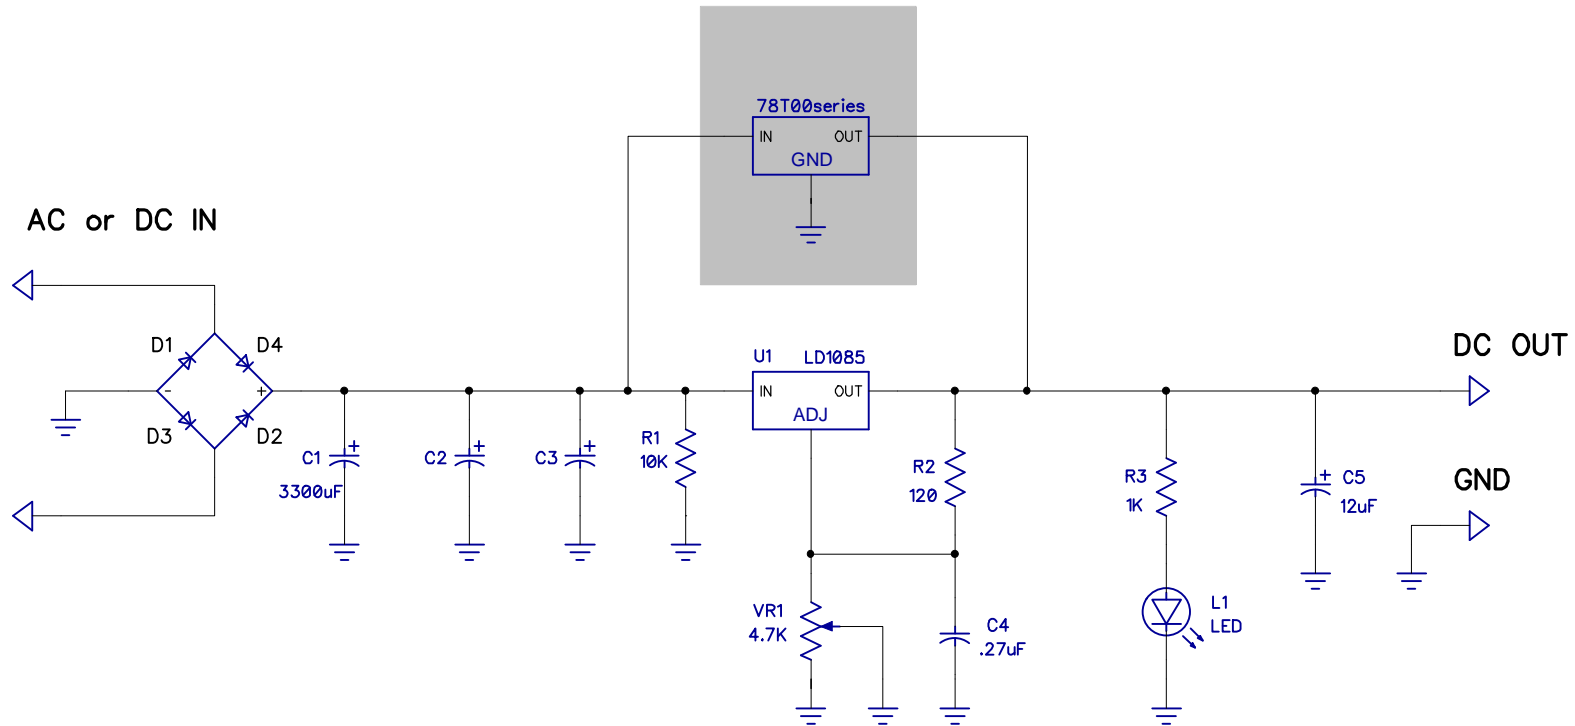 78T00series
IN OUT
GND
AC or DC IN
D1 D4
- +
D3 D2
U1 LD1085
IN OUT
ADJ
DC OUT
C1
+
3300uF
C2
+
C3
+
R1
10K
R2
120
R3
1K
+
C5
12uF
GND
VR1
4.7K
C4
.27uF
L1
LED